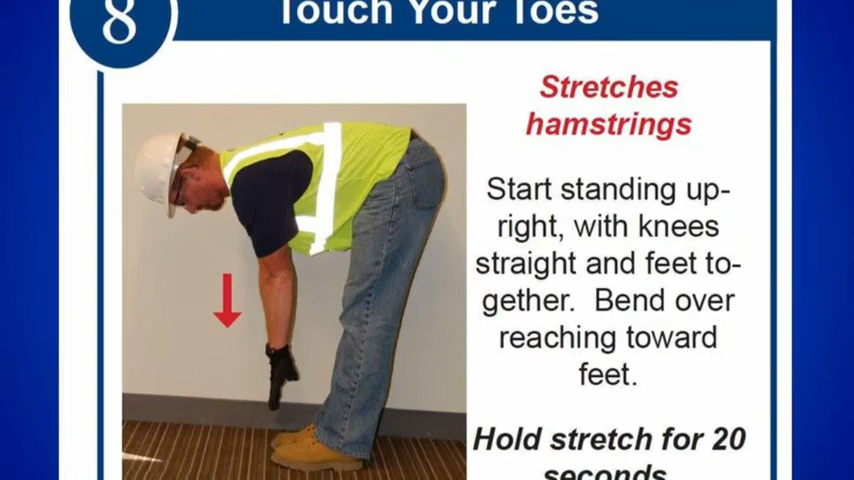 8
Touch Your Toes
Stretches
hamstrings
Start standing up-
right, with knees
straight and feet to-
gether. Bend over
reaching toward
feet.
Hold stretch for 20
seconds